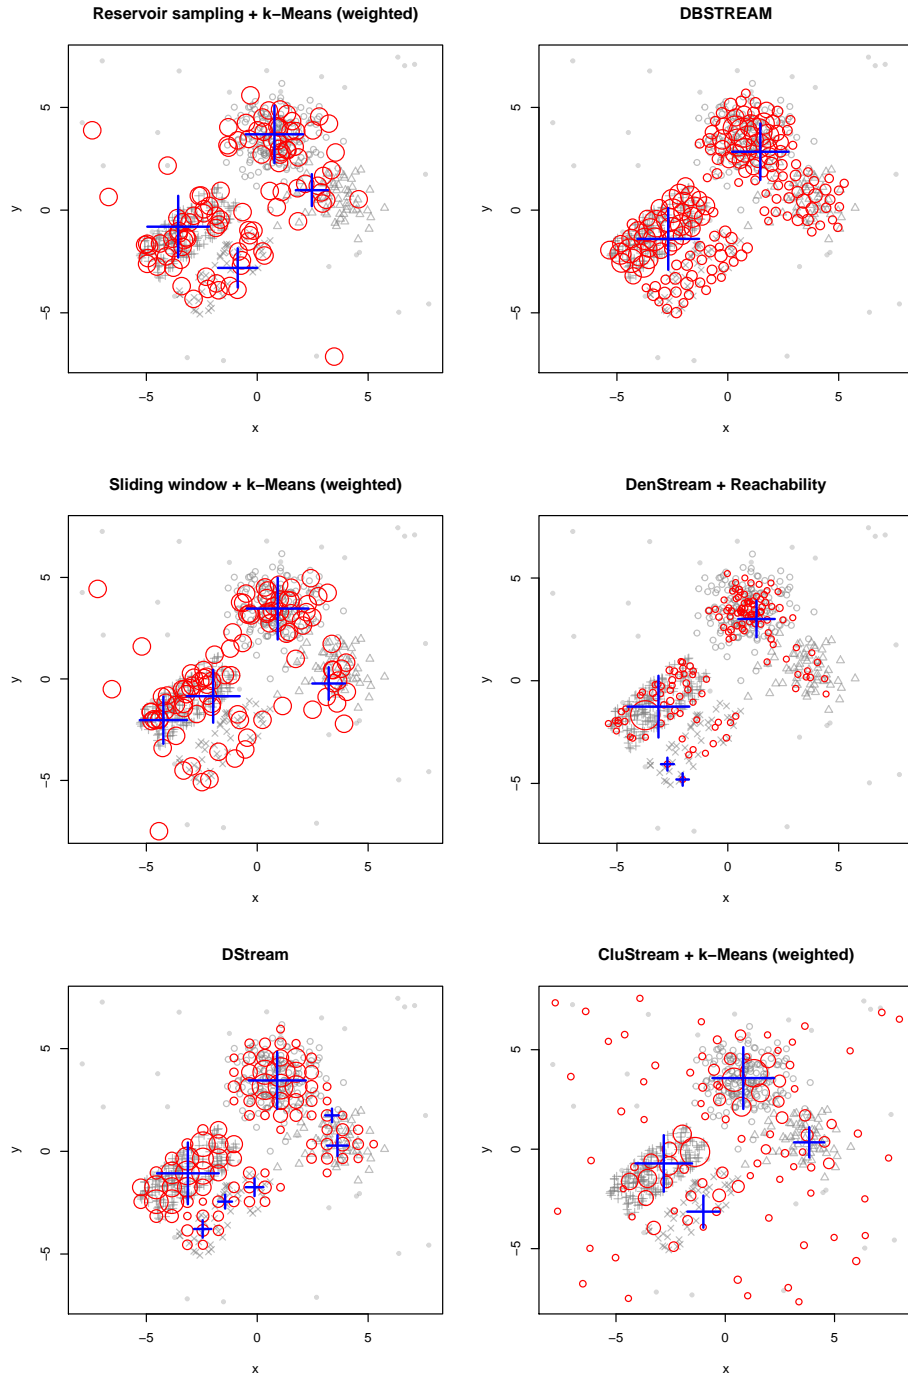 Reservoir sampling + k−Means (weighted)
DBSTREAM
y
5
0
−5
−5
0
5
x
y
5
0
−5
−5
0
5
x
Sliding window + k−Means (weighted)
DenStream + Reachability
y
5
0
−5
−5
0
5
x
y
5
0
−5
−5
0
5
x
DStream
CluStream + k−Means (weighted)
y
5
0
−5
−5
0
5
x
y
5
0
−5
−5
0
5
x